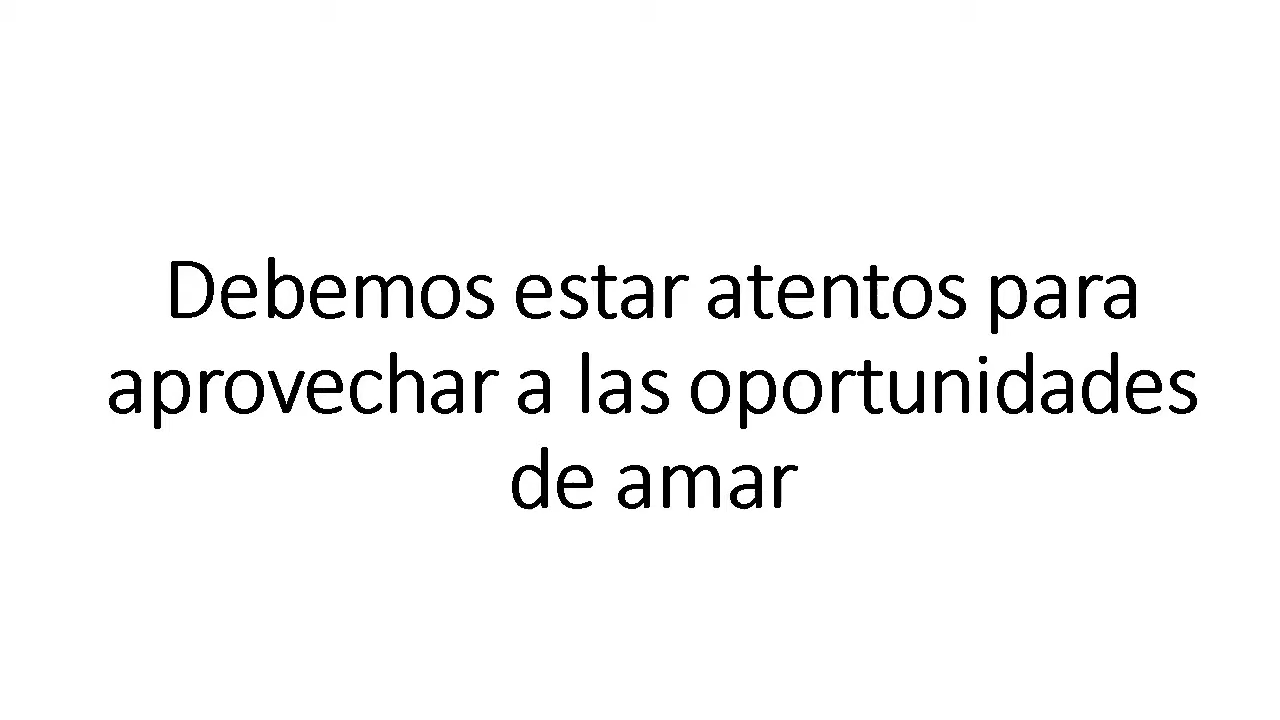 Debemos estar atentos para
aprovechar a las oportunidades
de amar